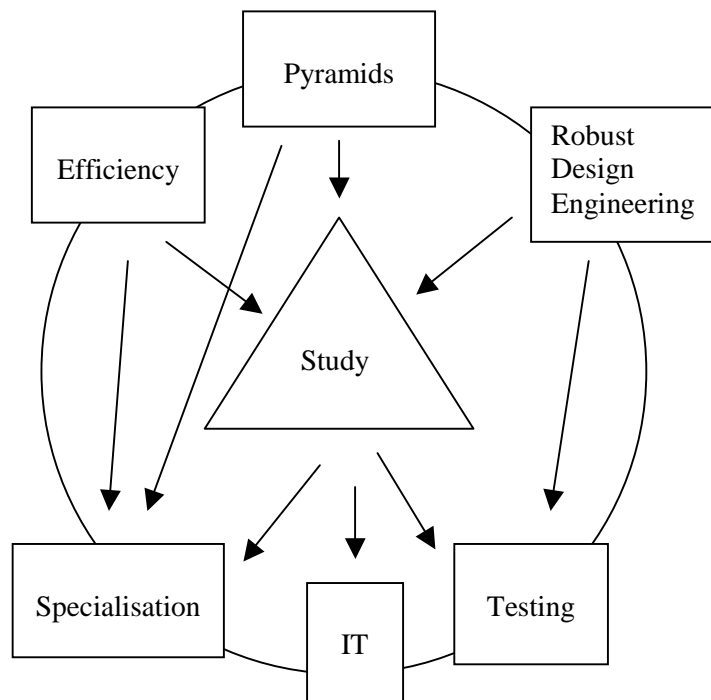 Pyramids
Efficiency
Robust
Design
Engineering
Study
Specialisation
IT
Testing